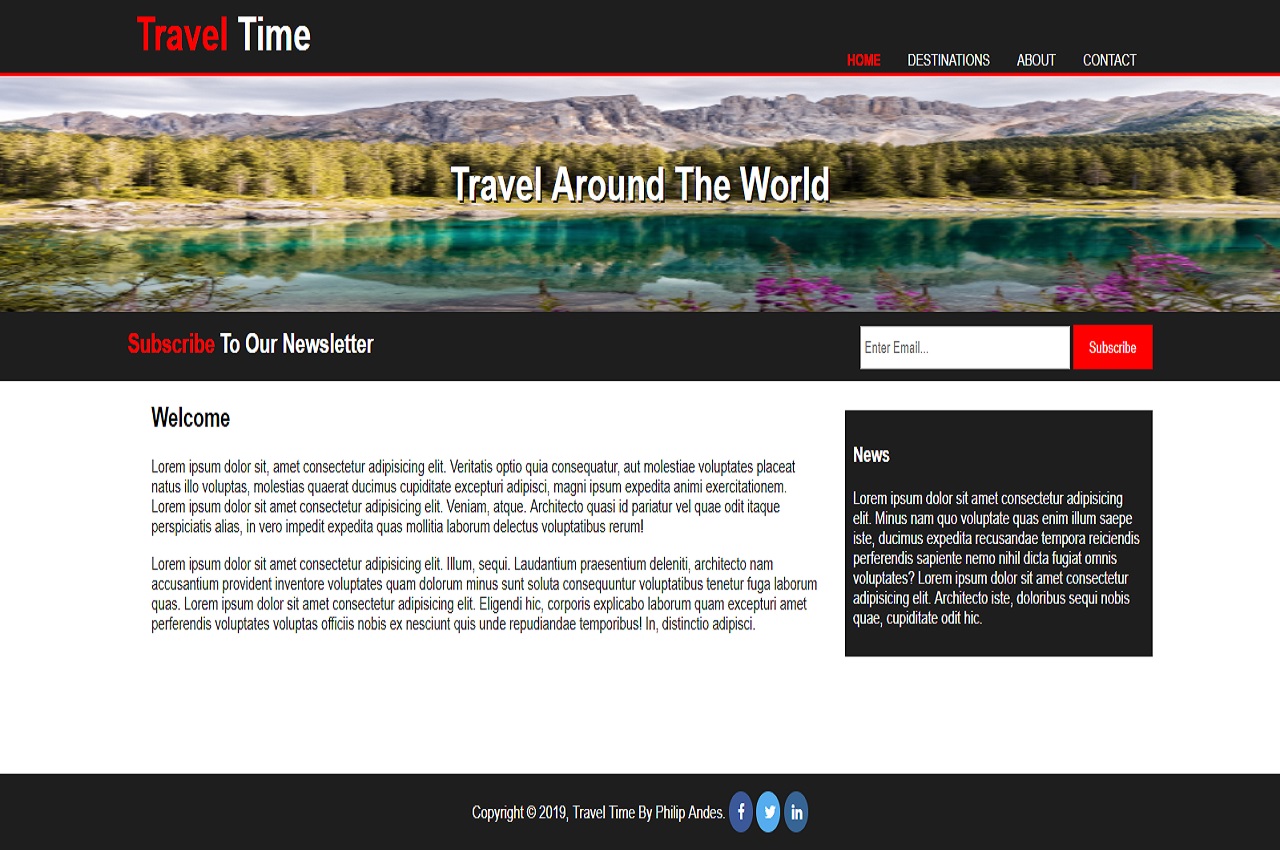 Travel Time
HOME DESTINATIONS ABOUT CONTACT
Travel Around The World
Subscribe To Our Newsletter
Enter Email...
Subscribe
Welcome
Lorem ipsum dolor sit, amet consectetur adipisicing elit. Veritatis optio quia consequatur, aut molestiae voluptates placeat
natus illo voluptas, molestias quaerat ducimus cupiditate excepturi adipisci, magni ipsum expedita animi exercitationem.
Lorem ipsum dolor sit amet consectetur adipisicing elit. Veniam, atque. Architecto quasi id pariatur vel quae odit itaque
perspiciatis alias, in vero impedit expedita quas mollitia laborum delectus voluptatibus rerum!
Lorem ipsum dolor sit amet consectetur adipisicing elit. Illum, sequi. Laudantium praesentium deleniti, architecto nam
accusantium provident inventore voluptates quam dolorum minus sunt soluta consequuntur voluptatibus tenetur fuga laborum
quas. Lorem ipsum dolor sit amet consectetur adipisicing elit. Eligendi hic, corporis explicabo laborum quam excepturi amet
perferendis voluptates voluptas officiis nobis ex nesciunt quis unde repudiandae temporibus! In, distinctio adipisci.
News
Lorem ipsum dolor sit amet consectetur adipisicing
elit. Minus nam quo voluptate quas enim illum saepe
iste, ducimus expedita recusandae tempora reiciendis
perferendis sapiente nemo nihil dicta fugiat omnis
voluptates? Lorem ipsum dolor sit amet consectetur
adipisicing elit. Architecto iste, doloribus sequi nobis
quae, cupiditate odit hic.
Copyright © 2019, Travel Time By Philip Andes.